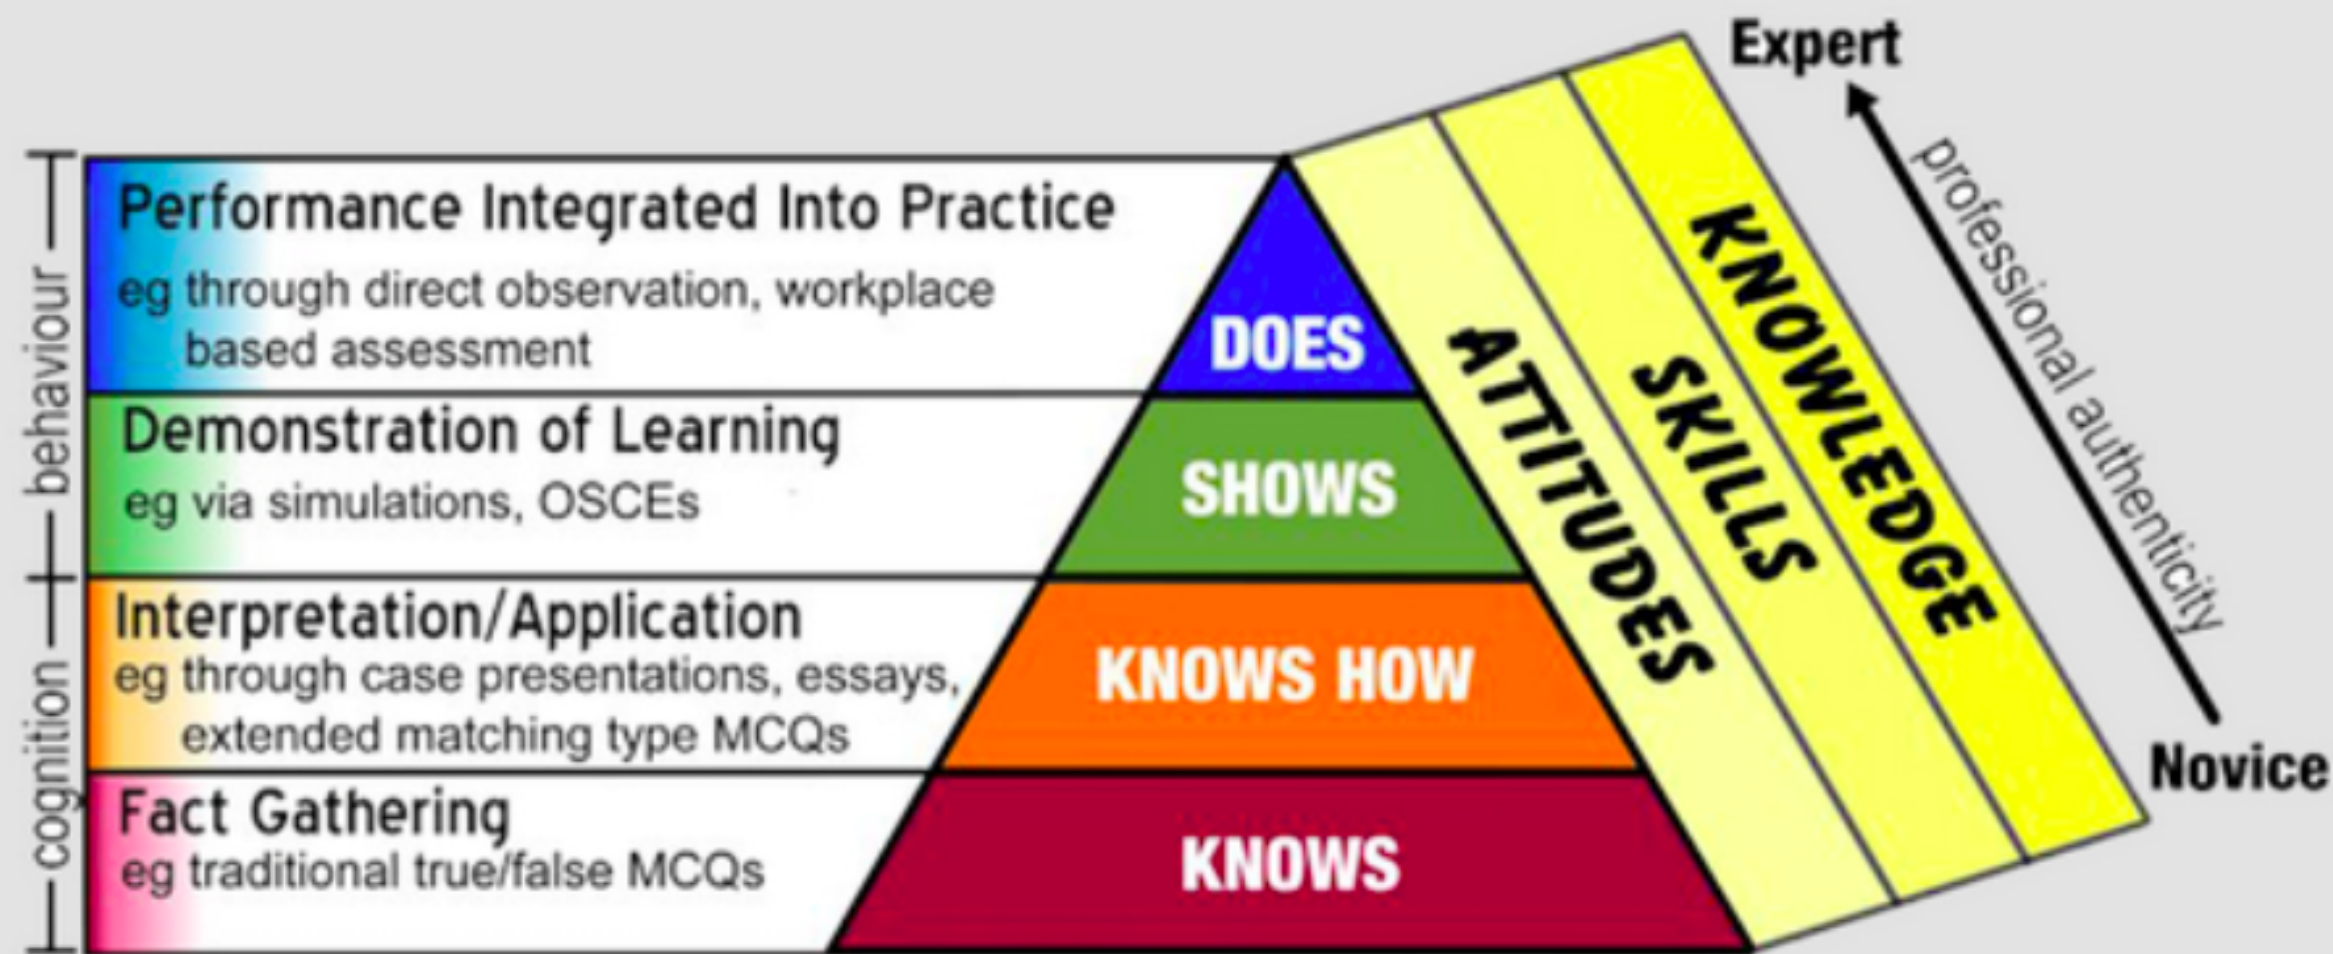 Expert
professional authenticity
Novice
behaviour
cognition
Performance Integrated Into Practice
eg through direct observation, workplace
based assessment
DOES
Demonstration of Learning
eg via simulations, OSCEs
SHOWS
Interpretation/Application
eg through case presentations, essays,
extended matching type MCQs
KNOWS HOW
Fact Gathering
eg traditional true/false MCQs
KNOWS
ATTITUDES
SKILLS
KNOWLEDGE